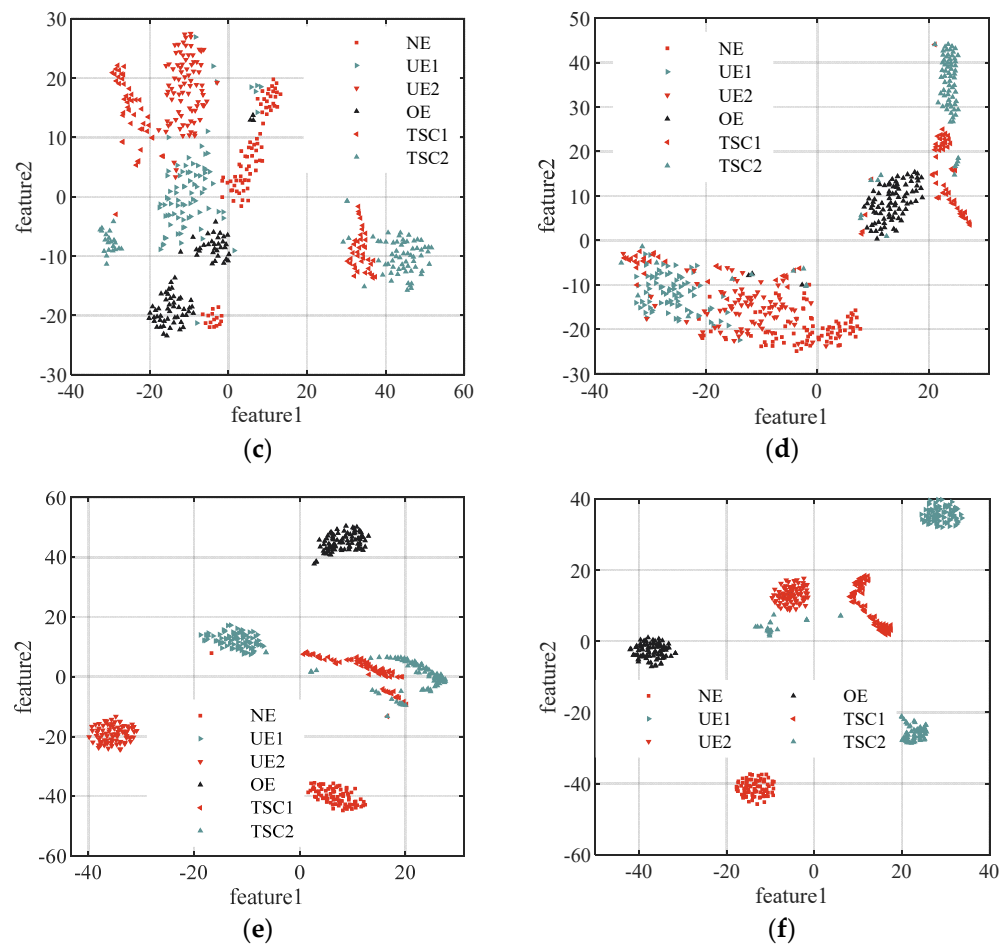 30
20
10
0
-10
-20
-30
-40
-20
0
20
40
60
feature2
feature1
NE
UE1
UE2
OE
TSC1
TSC2
(c)
50
40
30
20
10
0
-10
-20
-30
-40
-20
0
20
feature2
feature1
NE
UE1
UE2
OE
TSC1
TSC2
(d)
60
40
20
0
-20
-40
-60
-40
-20
0
20
feature2
feature1
NE
UE1
UE2
OE
TSC1
TSC2
(e)
40
20
0
-20
-40
-60
-40
-20
0
20
40
feature2
feature1
NE OE
UE1 TSC1
UE2 TSC2
(f)